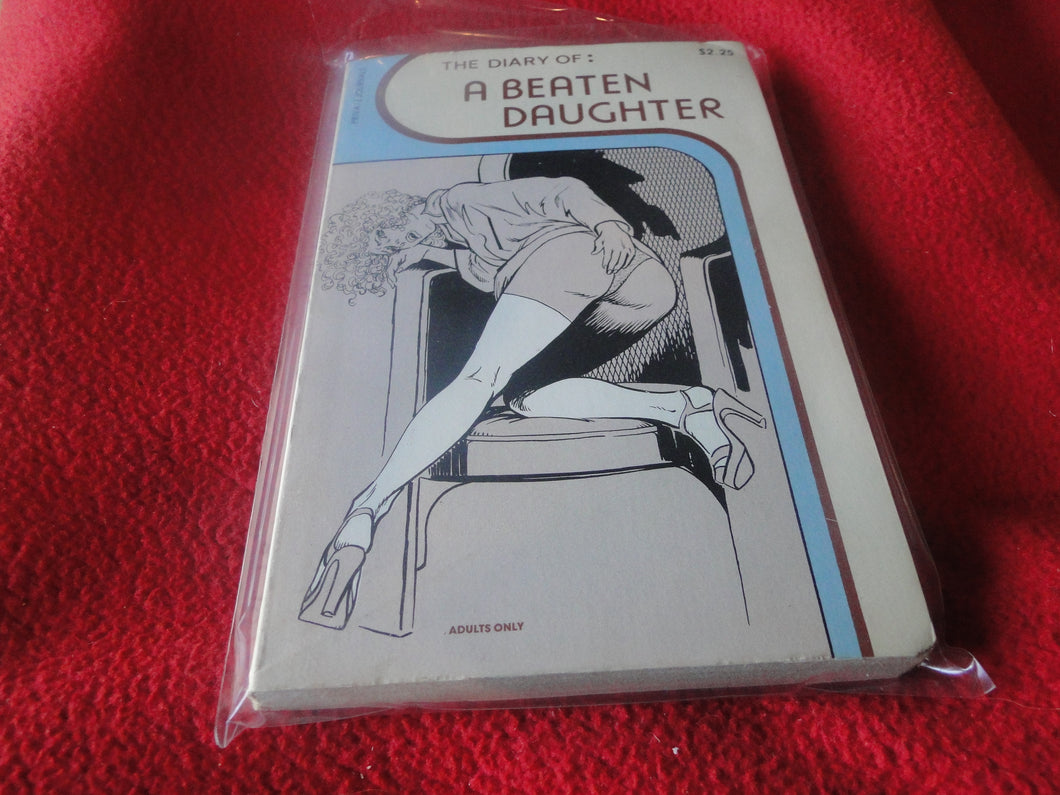 THE DIARY OF:
$2.25
A BEATEN
DAUGHTER
ADULTS ONLY